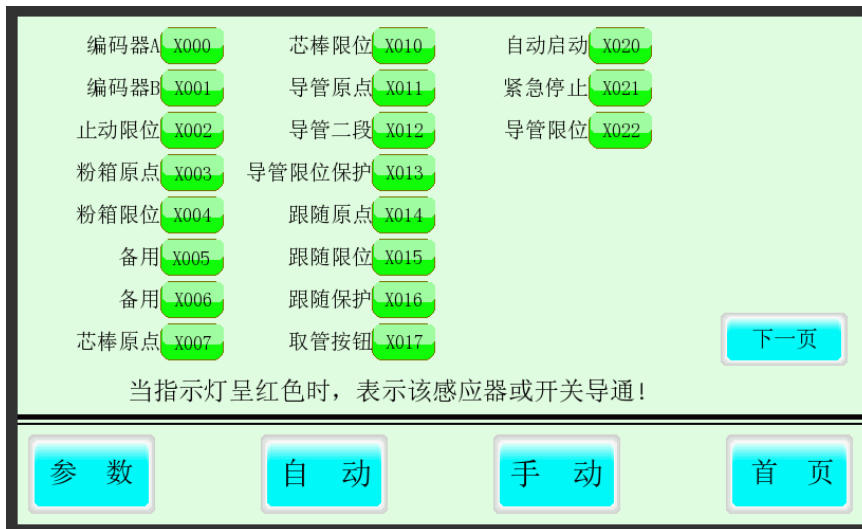 编码器A X000 芯棒限位 X010 自动启动 X020
编码器B X001 导管原点 X011 紧急停止 X021
止动限位 X002 导管二段 X012 导管限位 X022
粉箱原点 X003 导管限位保护 X013
粉箱限位 X004 跟随原点 X014
备用 X005 跟随限位 X015
备用 X006 跟随保护 X016
芯棒原点 X007 取管按钮 X017 下一页
当指示灯呈红色时，表示该感应器或开关导通!
参 数 自 动 手 动 首 页